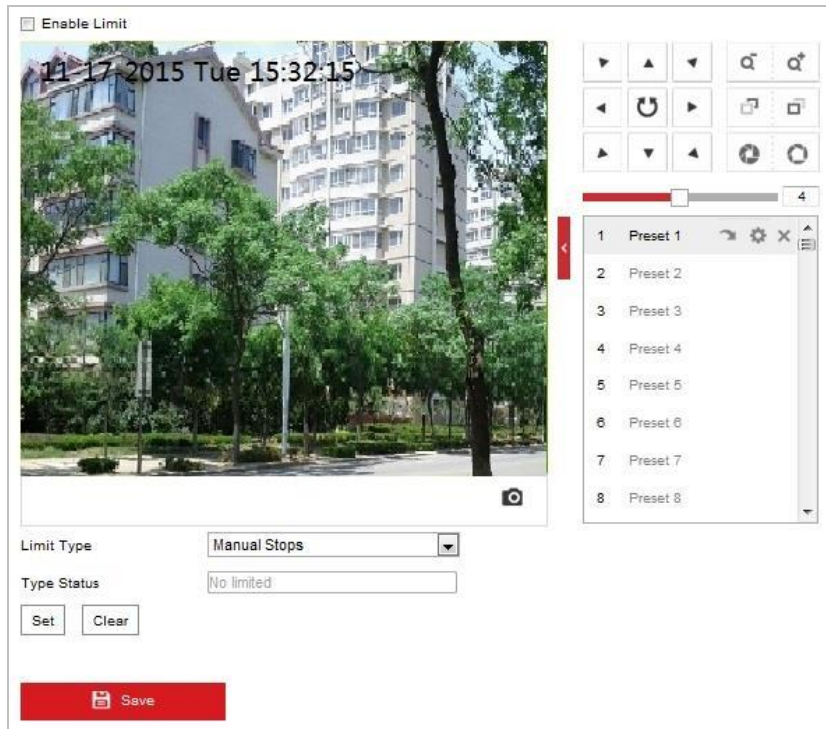 Enable Limit
11-17-2015 Tue 15:32:15
4
1 Preset 1
2 Preset 2
3 Preset 3
4 Preset 4
5 Preset 5
6 Preset 6
7 Preset 7
8 Preset 8
Limit Type Manual Stops
Type Status No limited
Set Clear
Save